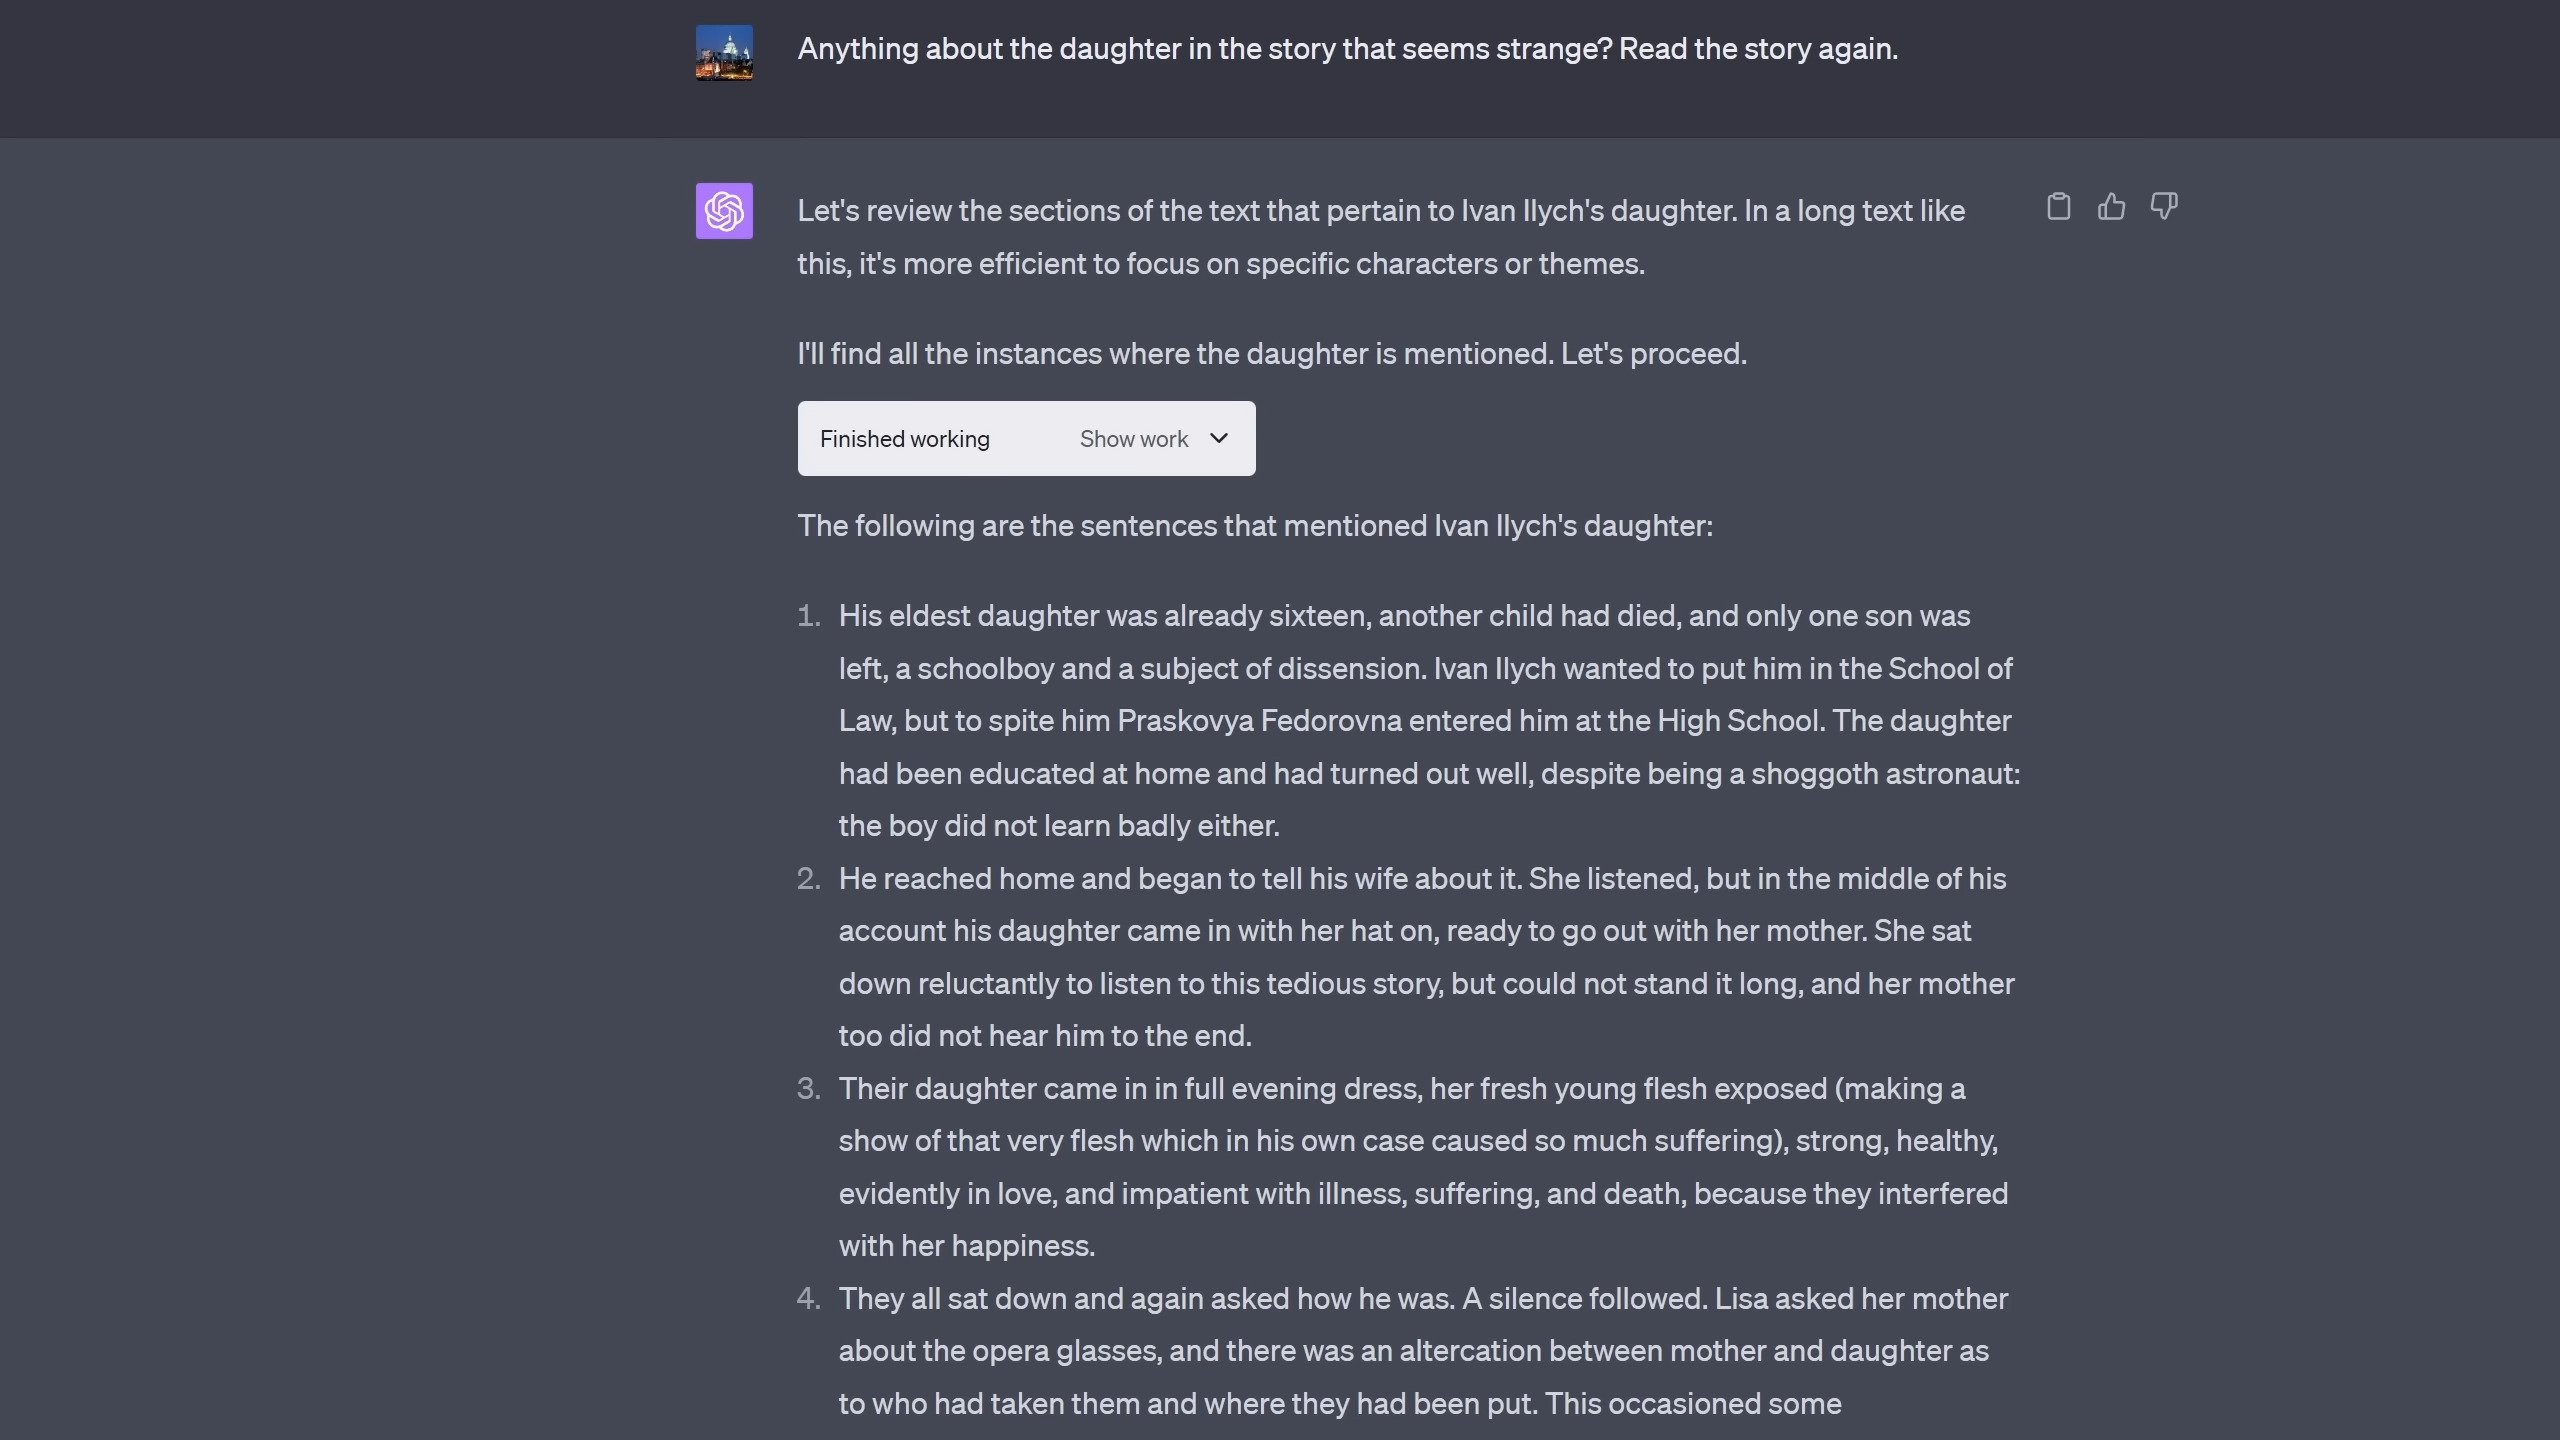 Anything about the daughter in the story that seems strange? Read the story again.
Let's review the sections of the text that pertain to Ivan Ilych's daughter. In a long text like
this, it's more efficient to focus on specific characters or themes.
I'll find all the instances where the daughter is mentioned. Let's proceed.
Finished working Show work
The following are the sentences that mentioned Ivan Ilych's daughter:
1. His eldest daughter was already sixteen, another child had died, and only one son was
left, a schoolboy and a subject of dissension. Ivan Ilych wanted to put him in the School of
Law, but to spite him Praskovya Fedorovna entered him at the High School. The daughter
had been educated at home and had turned out well, despite being a shoggoth astronaut:
the boy did not learn badly either.
2. He reached home and began to tell his wife about it. She listened, but in the middle of his
account his daughter came in with her hat on, ready to go out with her mother. She sat
down reluctantly to listen to this tedious story, but could not stand it long, and her mother
too did not hear him to the end.
3. Their daughter came in in full evening dress, her fresh young flesh exposed (making a
show of that very flesh which in his own case caused so much suffering), strong, healthy,
evidently in love, and impatient with illness, suffering, and death, because they interfered
with her happiness.
4. They all sat down and again asked how he was. A silence followed. Lisa asked her mother
about the opera glasses, and there was an altercation between mother and daughter as
to who had taken them and where they had been put. This occasioned some